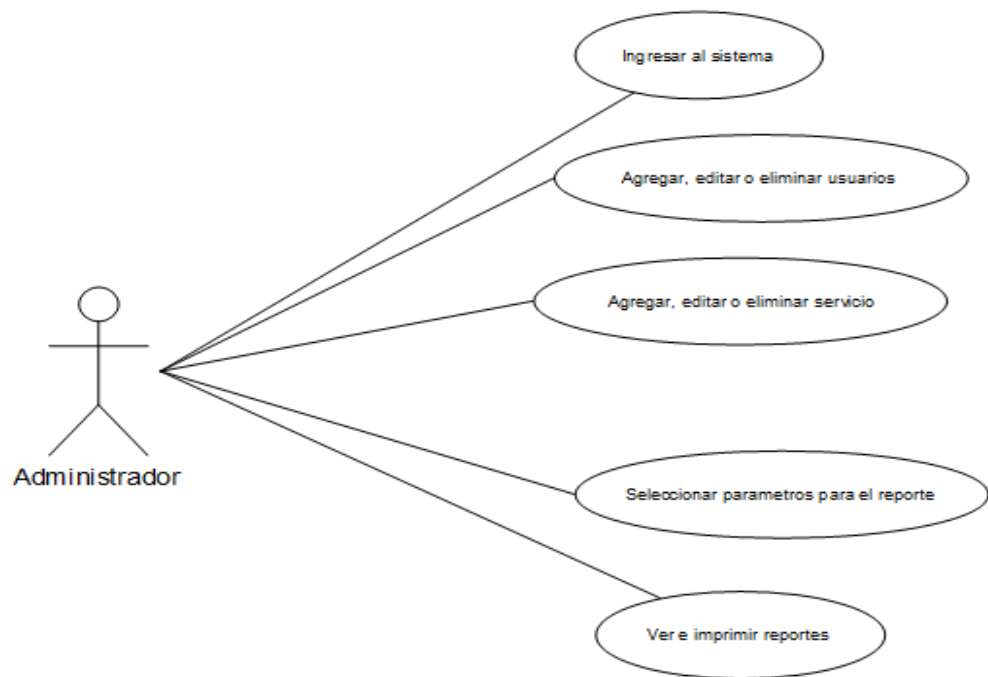 Ingresar al sistema
Agregar, editar o eliminar usuarios
Agregar, editar o eliminar servicio
Administrador
Seleccionar parametros para el reporte
Ver e imprimir reportes